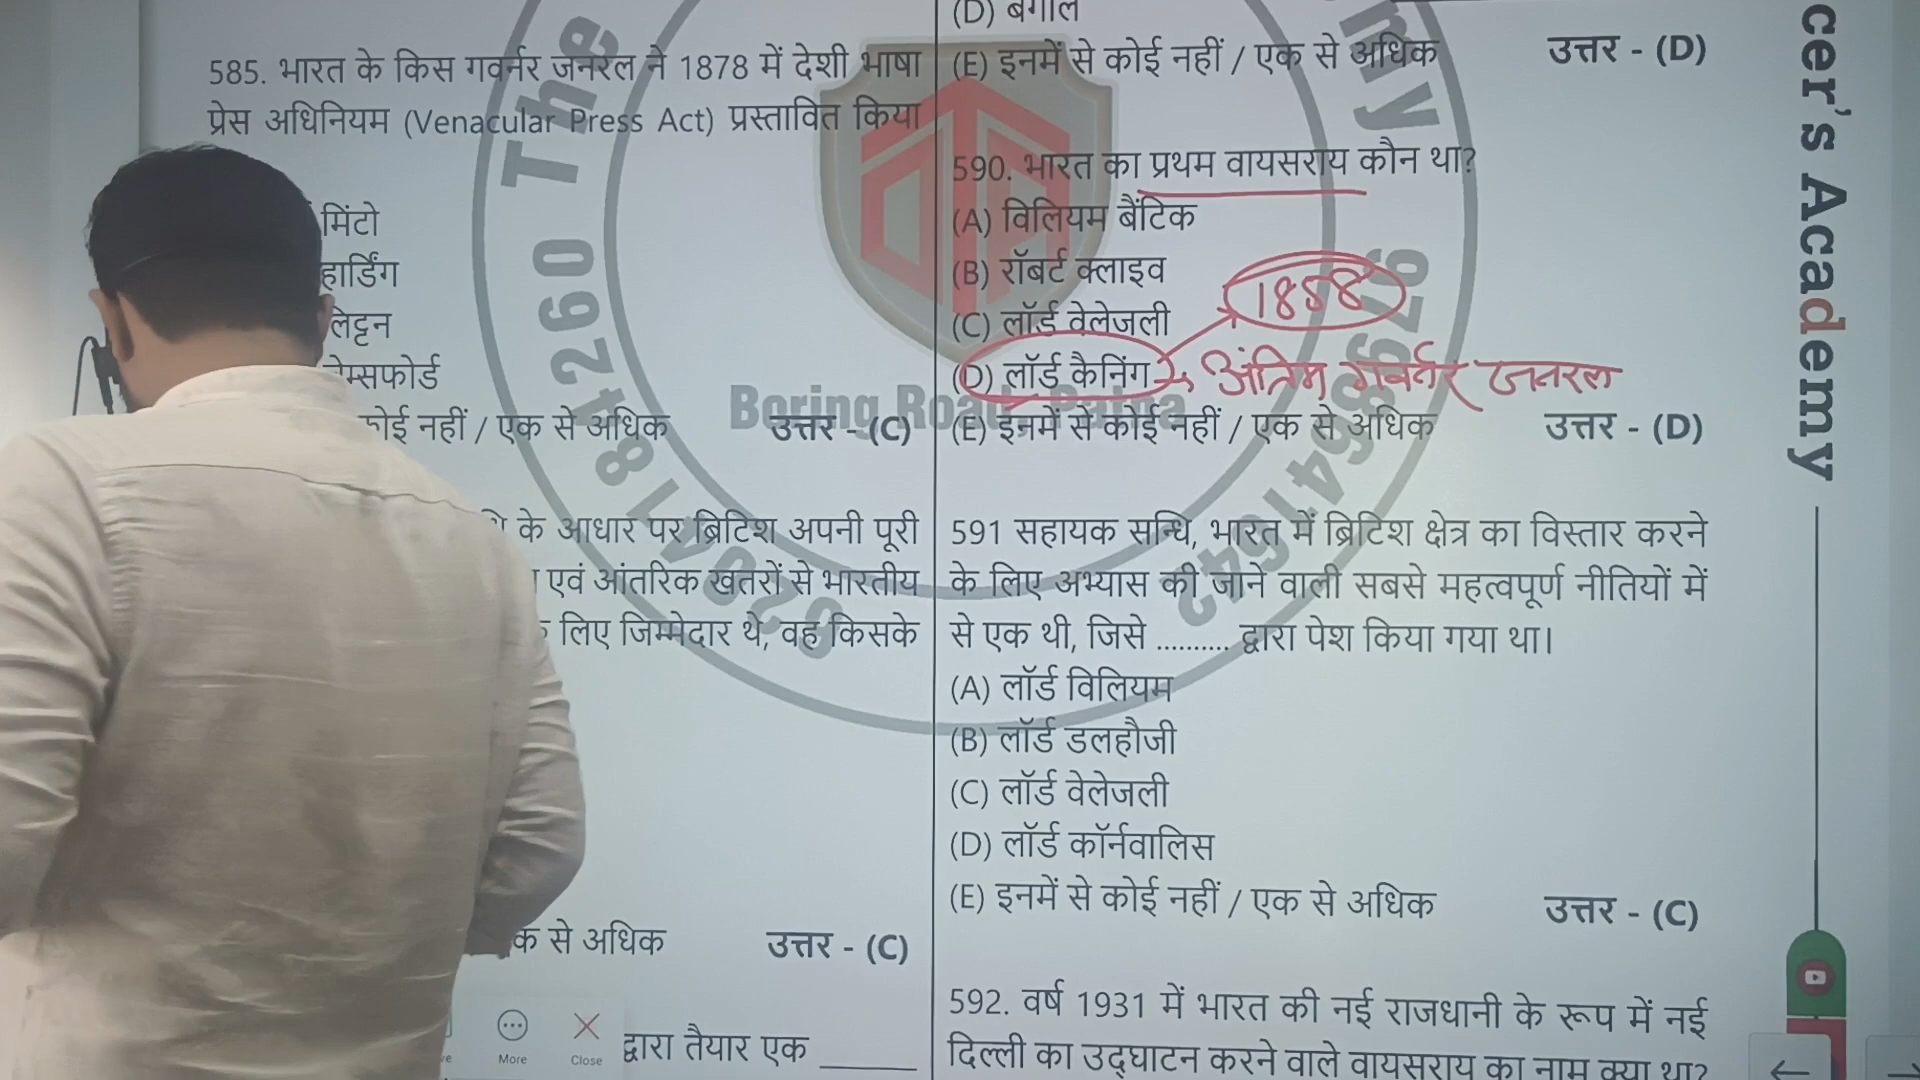 585. भारत के किस गवर्नर जनरल ने 1878 में देशी भाषा
प्रेस अधिनियम (Venacular Press Act) प्रस्तावित किया
मिंटो
हार्डिंग
लिट्टन
म्सफोर्ड
कोई नहीं / एक से अधिक
उत्तर - (C)
के आधार पर ब्रिटिश अपनी पूरी
एवं आंतरिक खतरों से भारतीय
लिए जिम्मेदार थे, वह किसके
क से अधिक
उत्तर - (C)
द्वारा तैयार एक ______
More
Close
(D) बंगाल
(E) इनमें से कोई नहीं / एक से अधिक
उत्तर - (D)
590. भारत का प्रथम वायसराय कौन था?
(A) विलियम बैंटिक
(B) रॉबर्ट क्लाइव
(C) लॉर्ड वेलेजली
1858
(D) लॉर्ड कैनिंग
अंतिम गवर्नर जनरल
(E) इनमें से कोई नहीं / एक से अधिक
उत्तर - (D)
591 सहायक सन्धि, भारत में ब्रिटिश क्षेत्र का विस्तार करने
के लिए अभ्यास की जाने वाली सबसे महत्वपूर्ण नीतियों में
से एक थी, जिसे .......... द्वारा पेश किया गया था।
(A) लॉर्ड विलियम
(B) लॉर्ड डलहौजी
(C) लॉर्ड वेलेजली
(D) लॉर्ड कॉर्नवालिस
(E) इनमें से कोई नहीं / एक से अधिक
उत्तर - (C)
592. वर्ष 1931 में भारत की नई राजधानी के रूप में नई
दिल्ली का उद्घाटन करने वाले वायसराय का नाम क्या था?
The
Boring Road, Patna
9798641642
cer's Academy